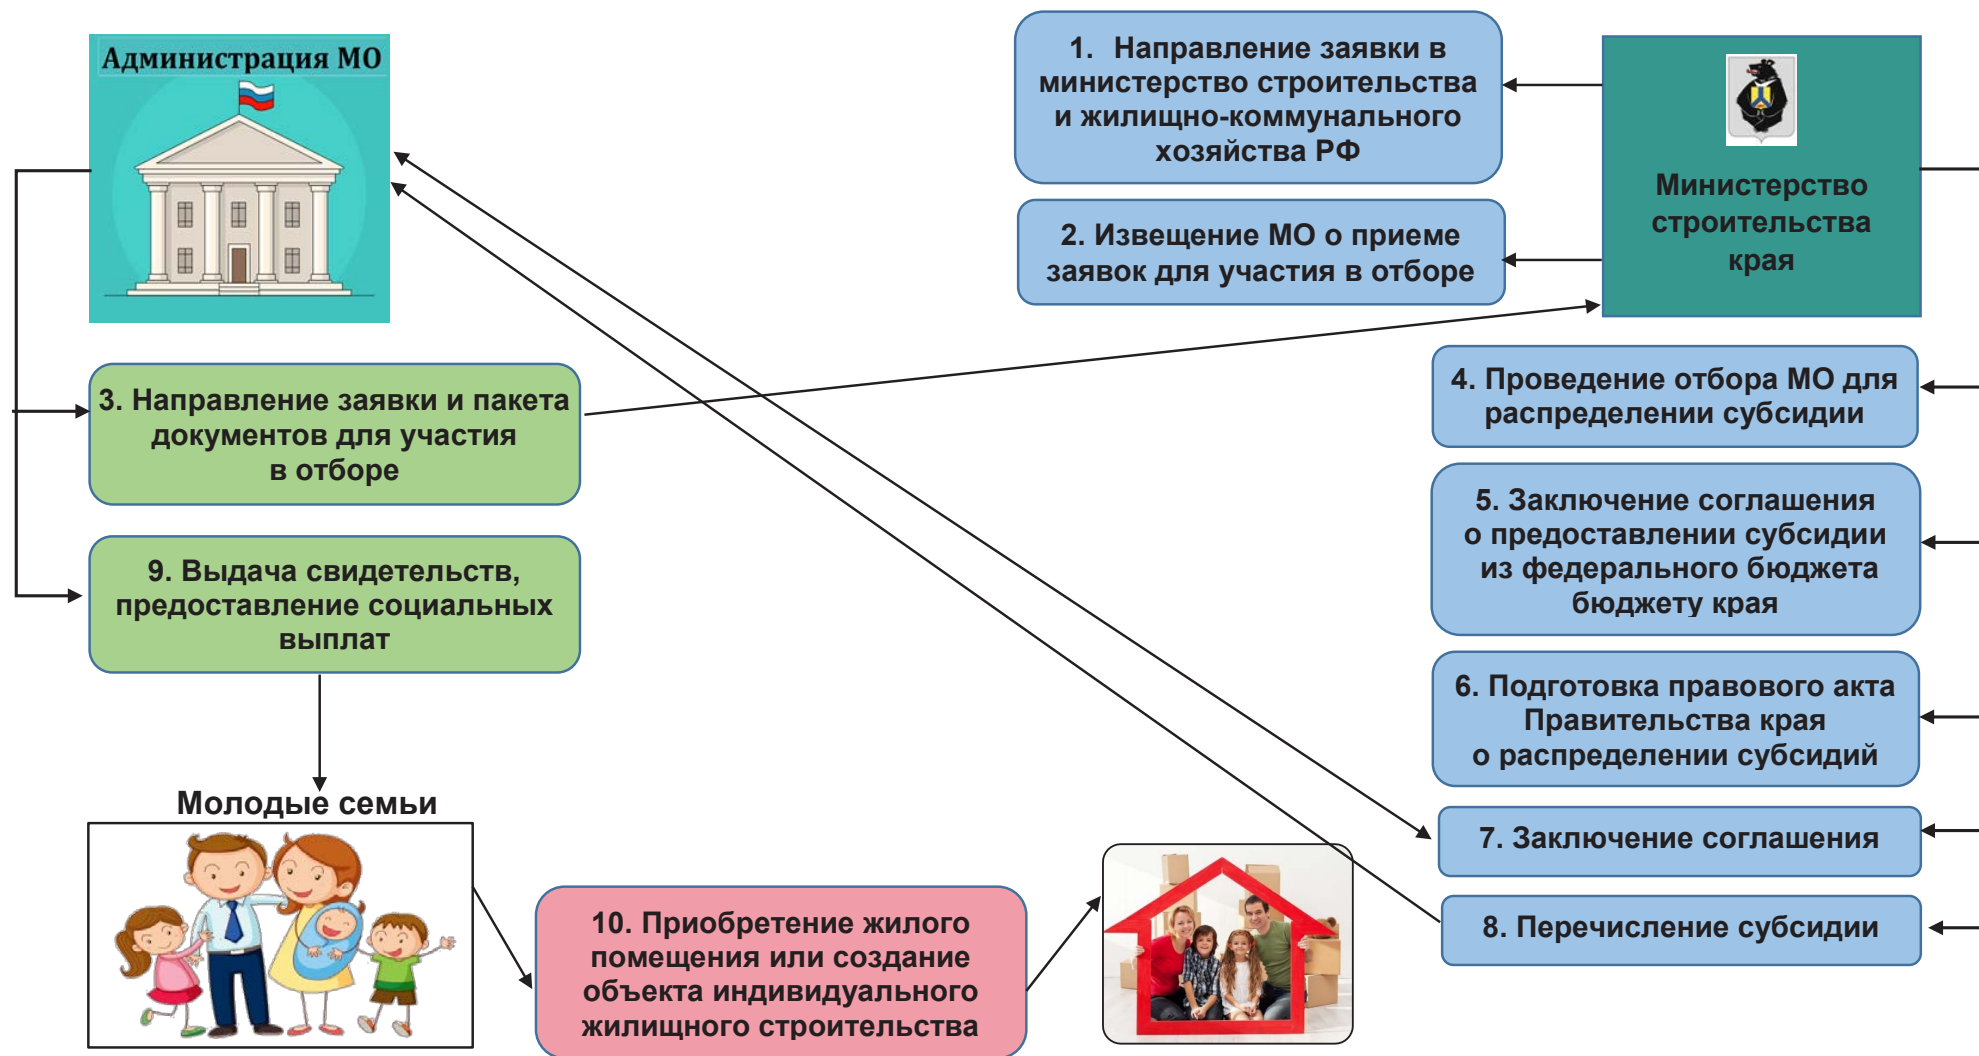 Администрация МО
1. Направление заявки в
министерство строительства
и жилищно-коммунального
хозяйства РФ
Министерство
строительства
края
2. Извещение МО о приеме
заявок для участия в отборе
3. Направление заявки и пакета
документов для участия
в отборе
4. Проведение отбора МО для
распределении субсидии
5. Заключение соглашения
о предоставлении субсидии
из федерального бюджета
бюджету края
9. Выдача свидетельств,
предоставление социальных
выплат
6. Подготовка правового акта
Правительства края
о распределении субсидий
Молодые семьи
7. Заключение соглашения
8. Перечисление субсидии
10. Приобретение жилого
помещения или создание
объекта индивидуального
жилищного строительства